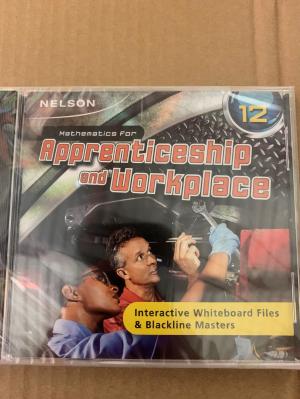 NELSON
12
Mathematics For
Apprenticeship
and Workplace
Interactive Whiteboard Files
& Blackline Masters